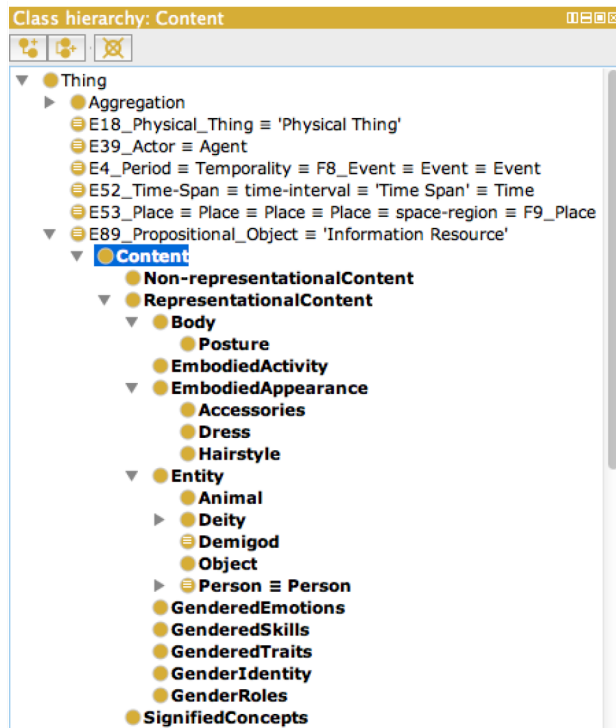 Class hierarchy: Content
Thing
Aggregation
E18_Physical_Thing ≡ 'Physical Thing'
E39_Actor ≡ Agent
E4_Period ≡ Temporality ≡ F8_Event ≡ Event ≡ Event
E52_Time-Span ≡ time-interval ≡ 'Time Span' ≡ Time
E53_Place ≡ Place ≡ Place ≡ Place ≡ space-region ≡ F9_Place
E89_Propositional_Object ≡ 'Information Resource'
Content
Non-representationalContent
RepresentationalContent
Body
Posture
EmbodiedActivity
EmbodiedAppearance
Accessories
Dress
Hairstyle
Entity
Animal
Deity
Demigod
Object
Person ≡ Person
GenderedEmotions
GenderedSkills
GenderedTraits
GenderIdentity
GenderRoles
SignifiedConcepts